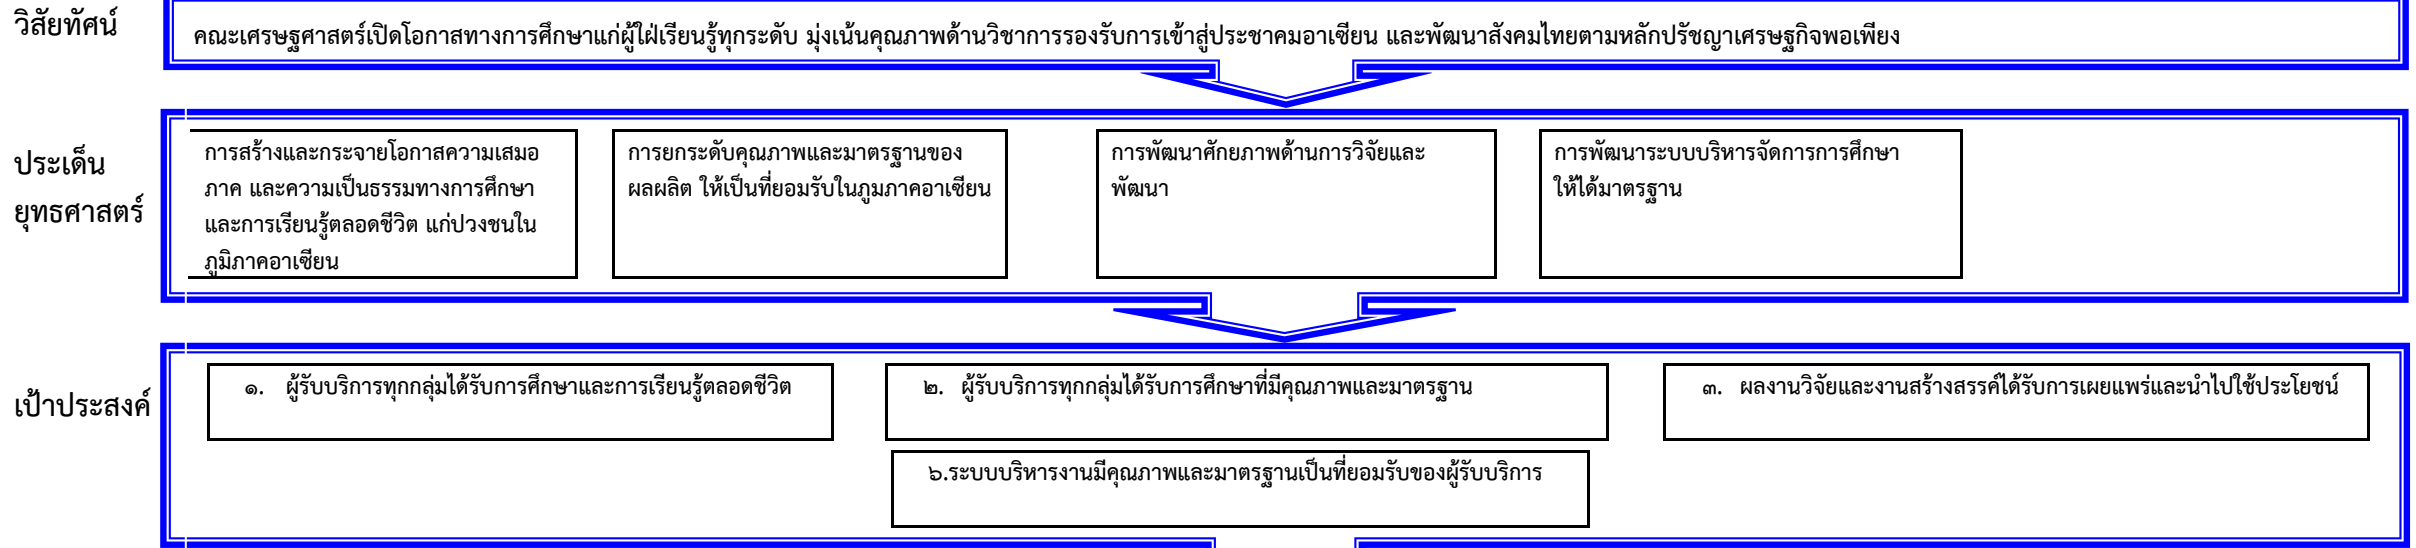 วิสัยทัศน์
คณะเศรษฐศาสตร์เปิดโอกาสทางการศึกษาแก่ผู้ใฝ่เรียนรู้ทุกระดับ มุ่งเน้นคุณภาพด้านวิชาการรองรับการเข้าสู่ประชาคมอาเซียน และพัฒนาสังคมไทยตามหลักปรัชญาเศรษฐกิจพอเพียง
ประเด็น
ยุทธศาสตร์
การสร้างและกระจายโอกาสความเสมอ
ภาค และความเป็นธรรมทางการศึกษา
และการเรียนรู้ตลอดชีวิต แก่ปวงชนใน
ภูมิภาคอาเซียน
การยกระดับคุณภาพและมาตรฐานของ
ผลผลิต ให้เป็นที่ยอมรับในภูมภาคอาเซียน
การพัฒนาศักยภาพด้านการวิจัยและ
พัฒนา
การพัฒนาระบบบริหารจัดการการศึกษา
ให้ได้มาตรฐาน
เป้าประสงค์
๑. ผู้รับบริการทุกกลุ่มได้รับการศึกษาและการเรียนรู้ตลอดชีวิต
๒. ผู้รับบริการทุกกลุ่มได้รับการศึกษาที่มีคุณภาพและมาตรฐาน
๓. ผลงานวิจัยและงานสร้างสรรค์ได้รับการเผยแพร่และนำไปใช้ประโยชน์
๖.ระบบบริหารงานมีคุณภาพและมาตรฐานเป็นที่ยอมรับของผู้รับบริการ